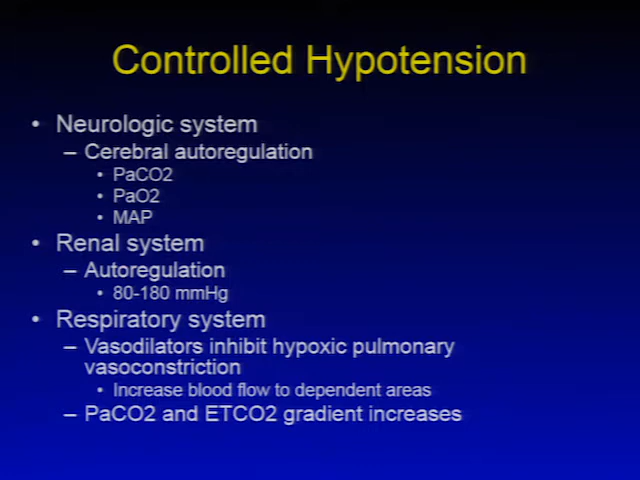 Controlled Hypotension
• Neurologic system
– Cerebral autoregulation
• PaCO2
• PaO2
• MAP
• Renal system
– Autoregulation
• 80-180 mmHg
• Respiratory system
– Vasodilators inhibit hypoxic pulmonary
vasoconstriction
• Increase blood flow to dependent areas
– PaCO2 and ETCO2 gradient increases